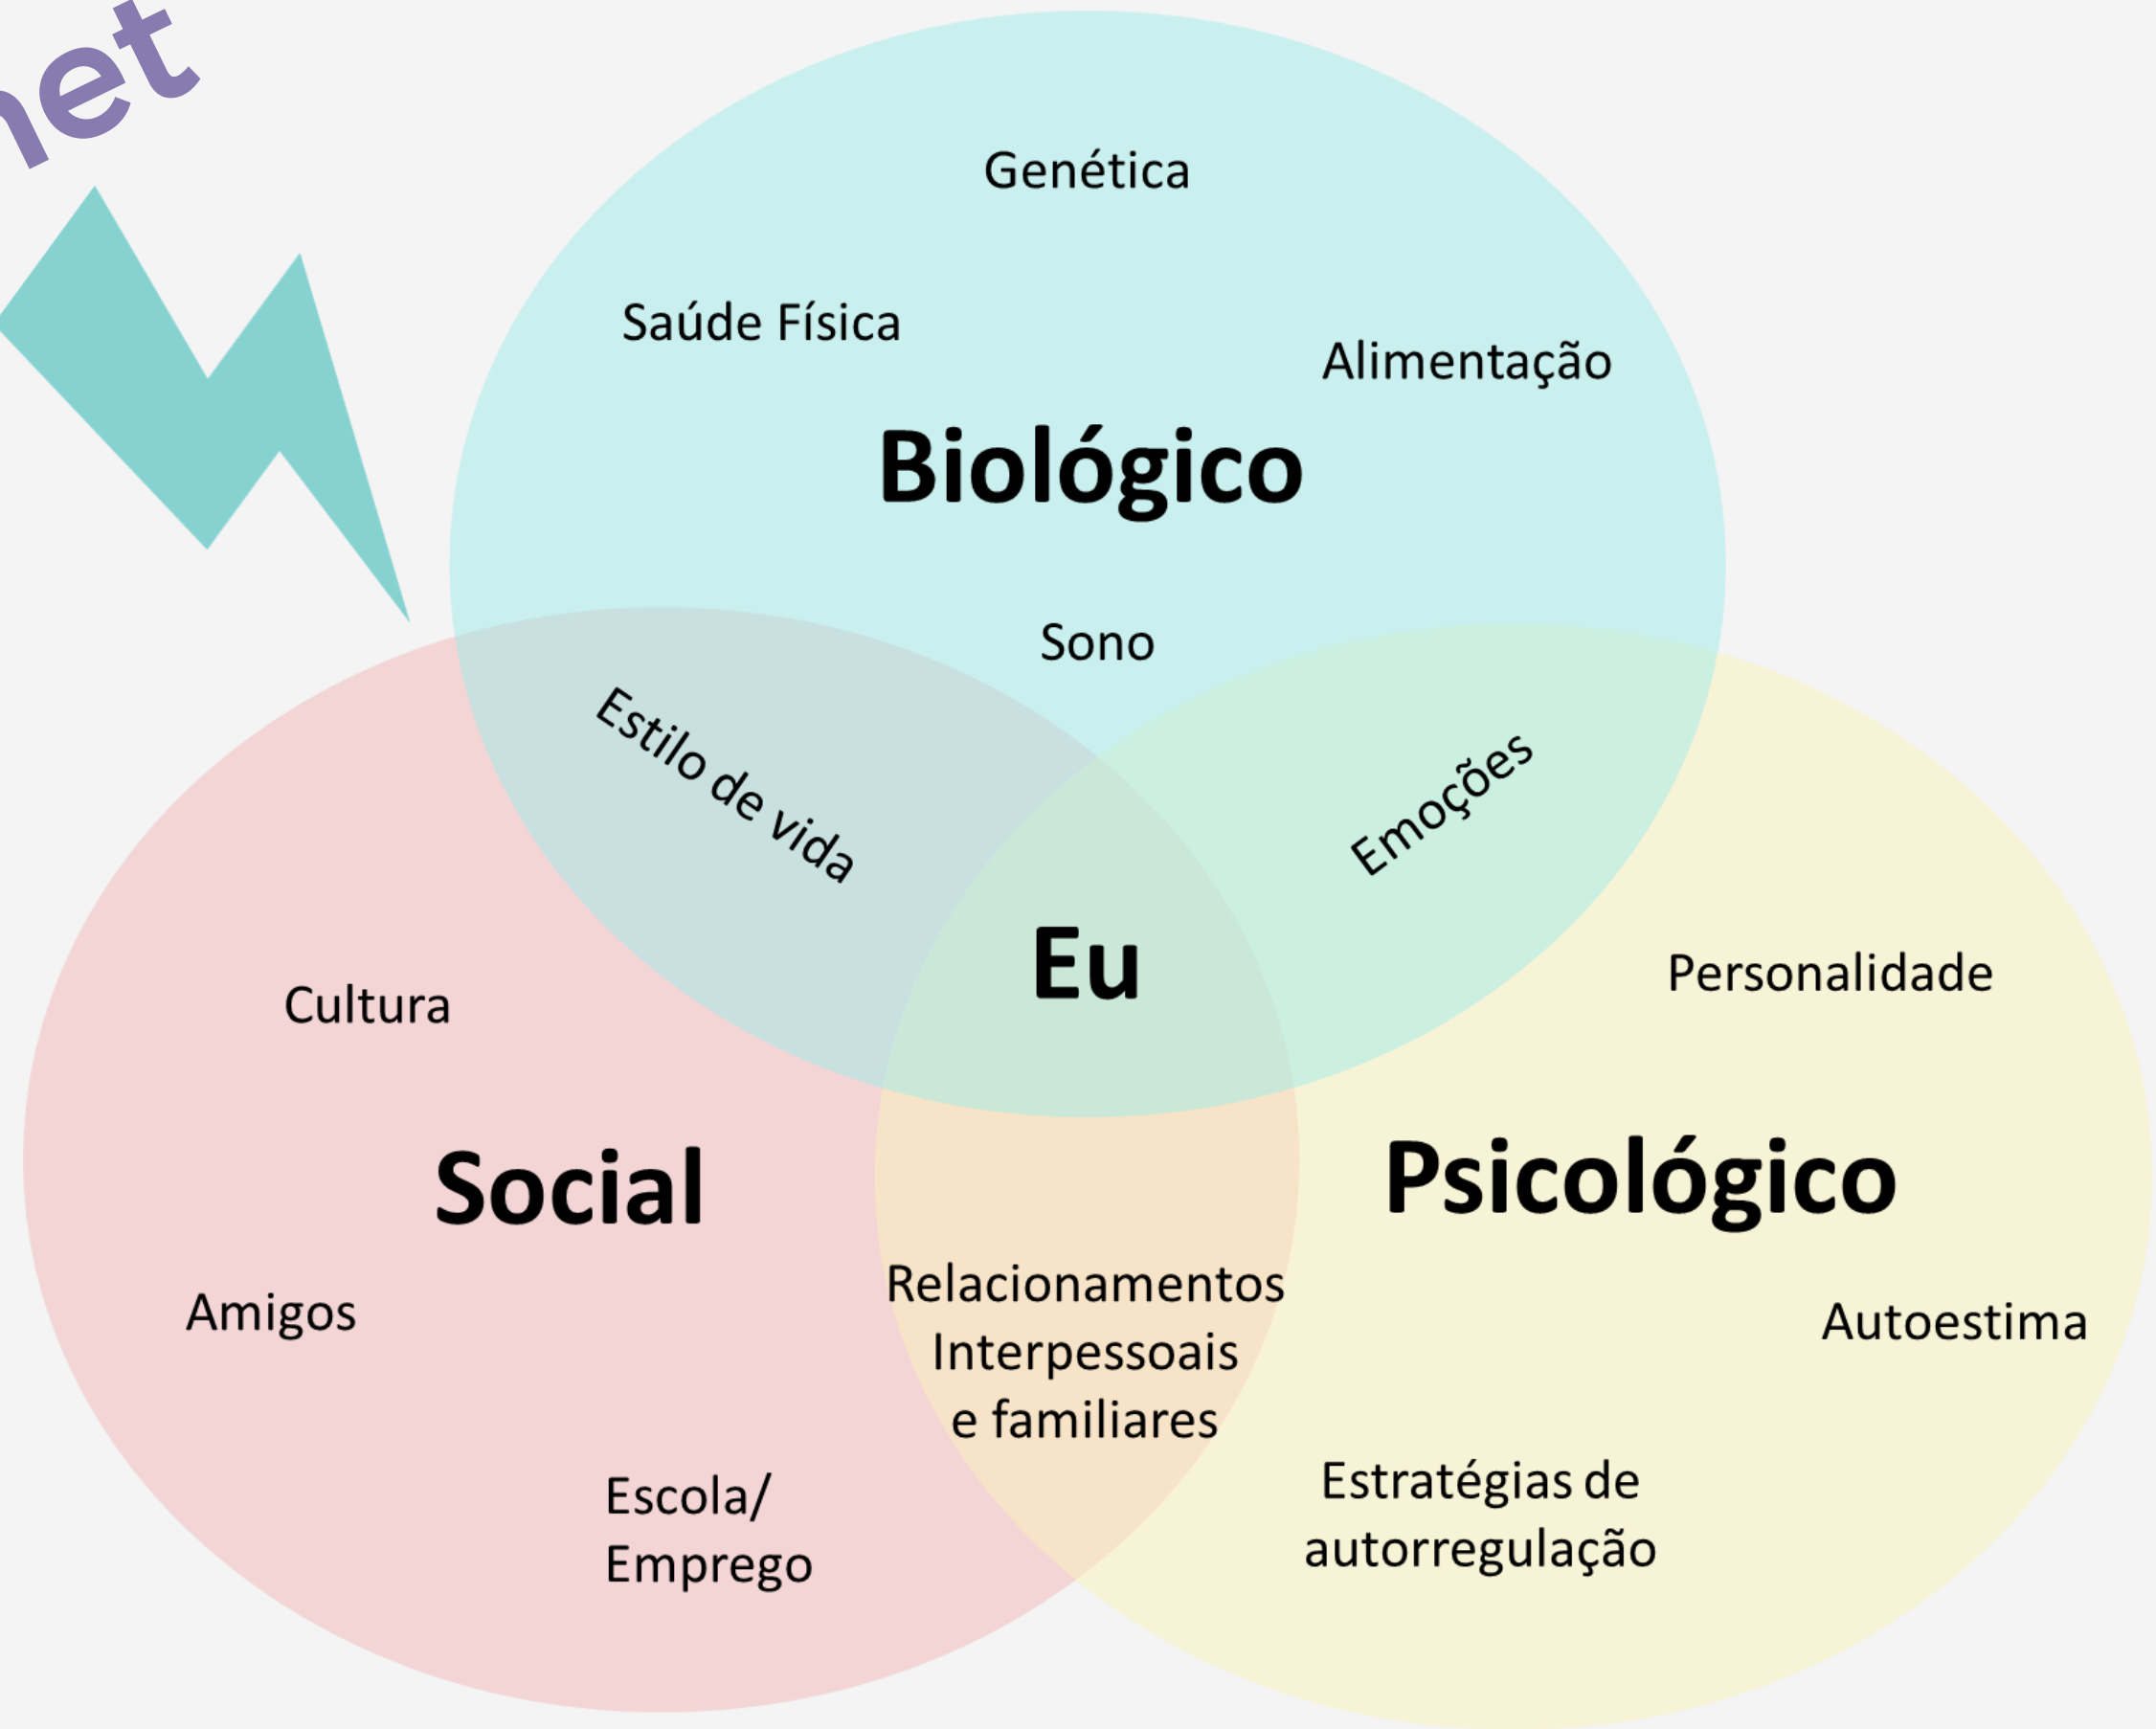 Genética
Saúde Física
Alimentação
Biológico
Sono
Estilo de vida
Emoções
Eu
Cultura
Personalidade
Social
Psicológico
Amigos
Relacionamentos
Interpessoais
e familiares
Autoestima
Escola/
Emprego
Estratégias de
autorregulação